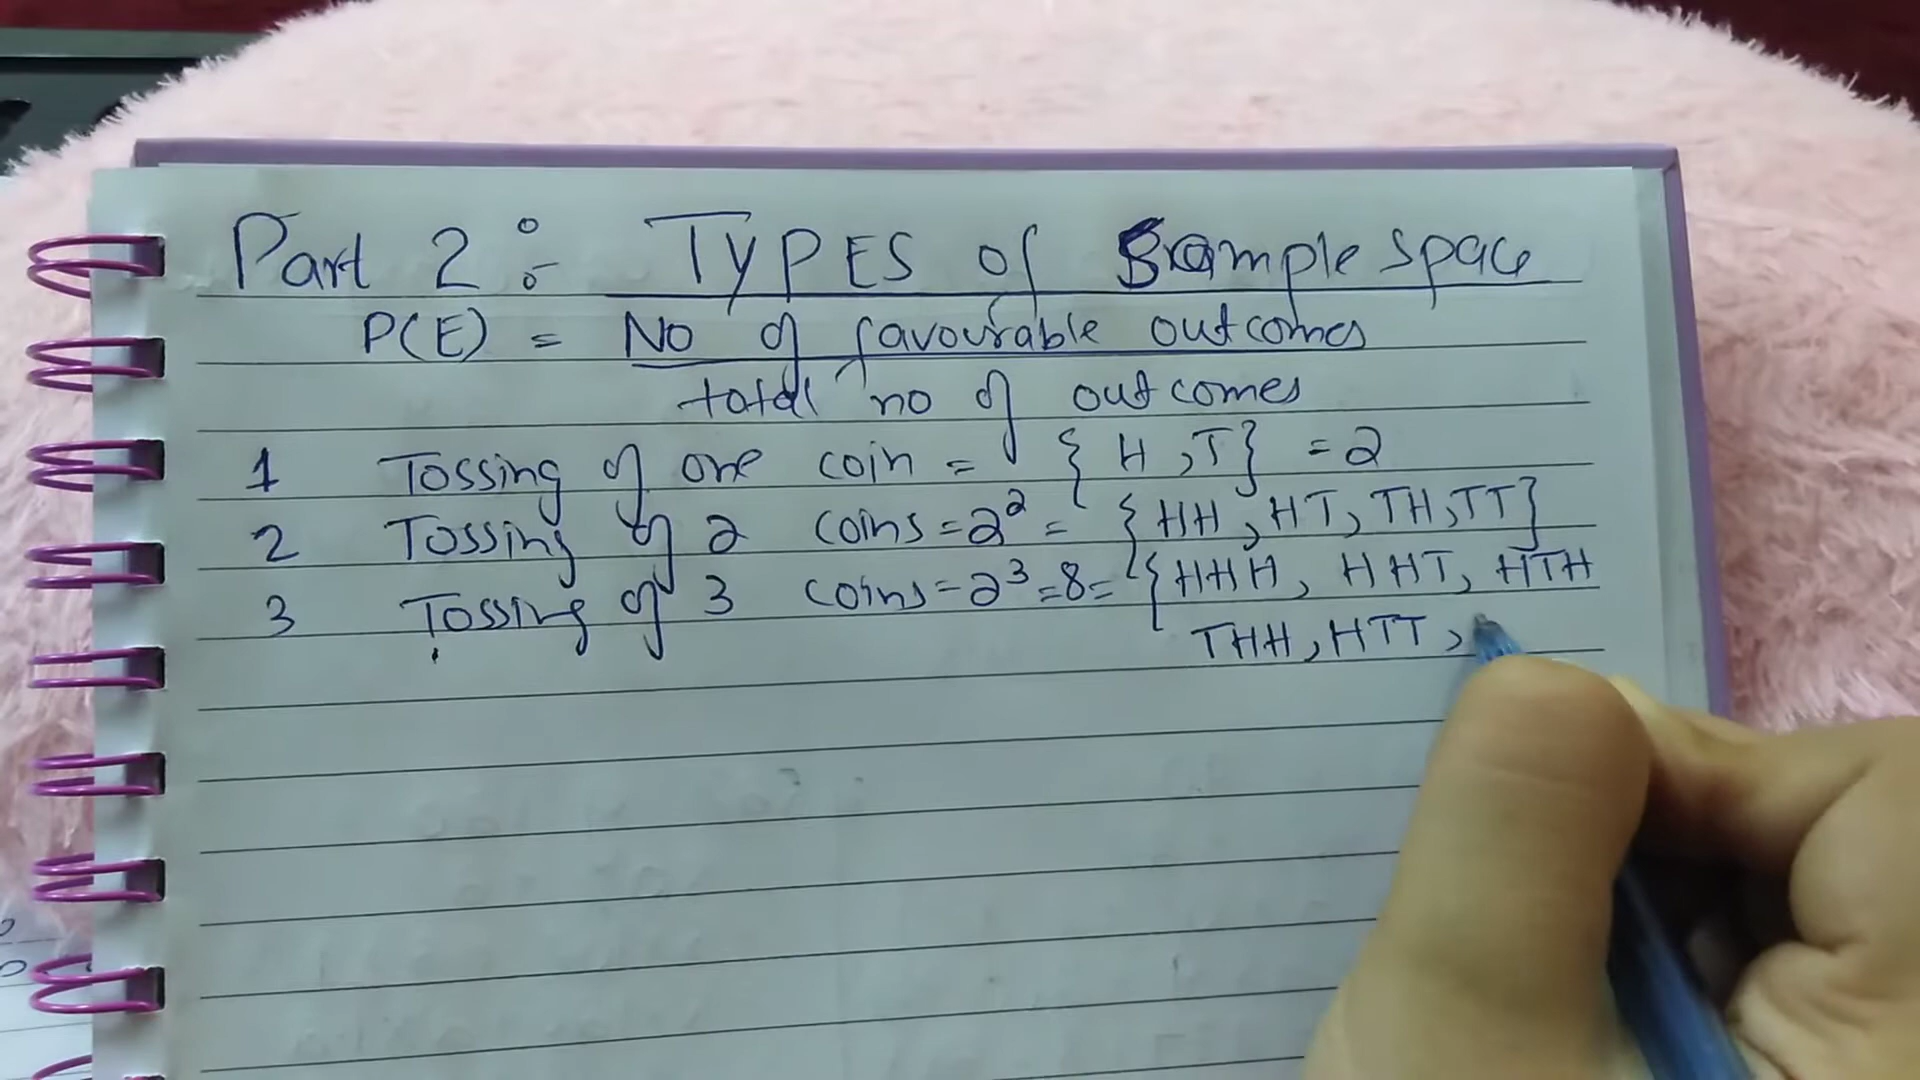 Part 2: TYPES of Sample space
P(E) = No of favourable outcomes
total no of outcomes
1 Tossing of one coin = { H , T} = 2
2 Tossing of 2 coins = 2² = { HH , HT, TH, TT}
3 Tossing of 3 coins = 2³ = 8 = { HHH, HHT, HTH
THH, HTT,